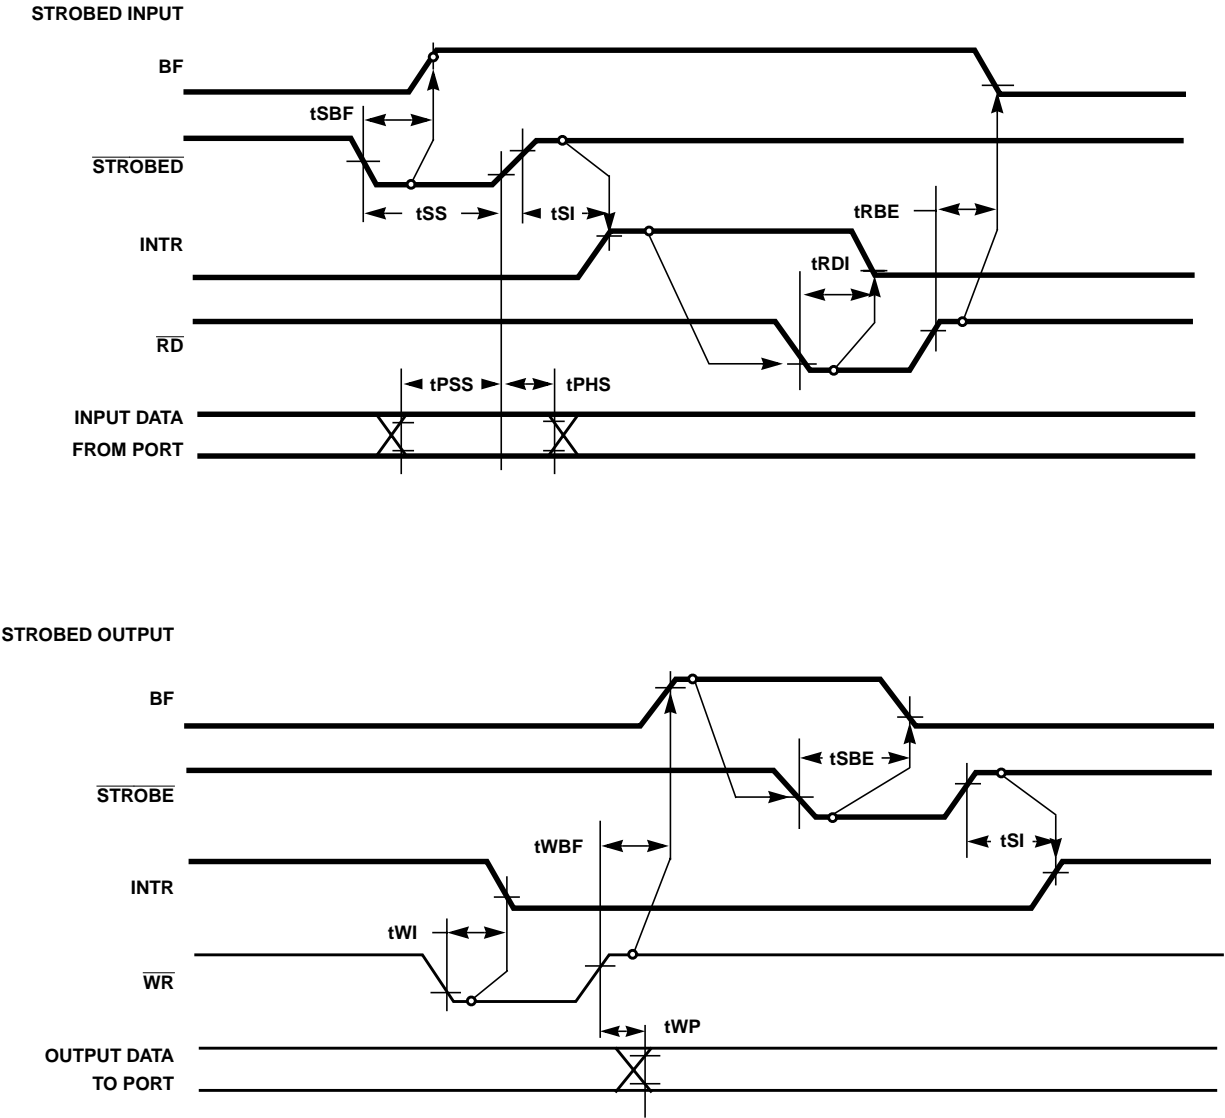 STROBED INPUT
BF
tSBF
STROBED
tSS
tSI
tRBE
INTR
tRDI
RD
tPSS
tPHS
INPUT DATA
FROM PORT
STROBED OUTPUT
BF
tSBE
STROBE
tWBF
tSI
INTR
tWI
WR
tWP
OUTPUT DATA
TO PORT